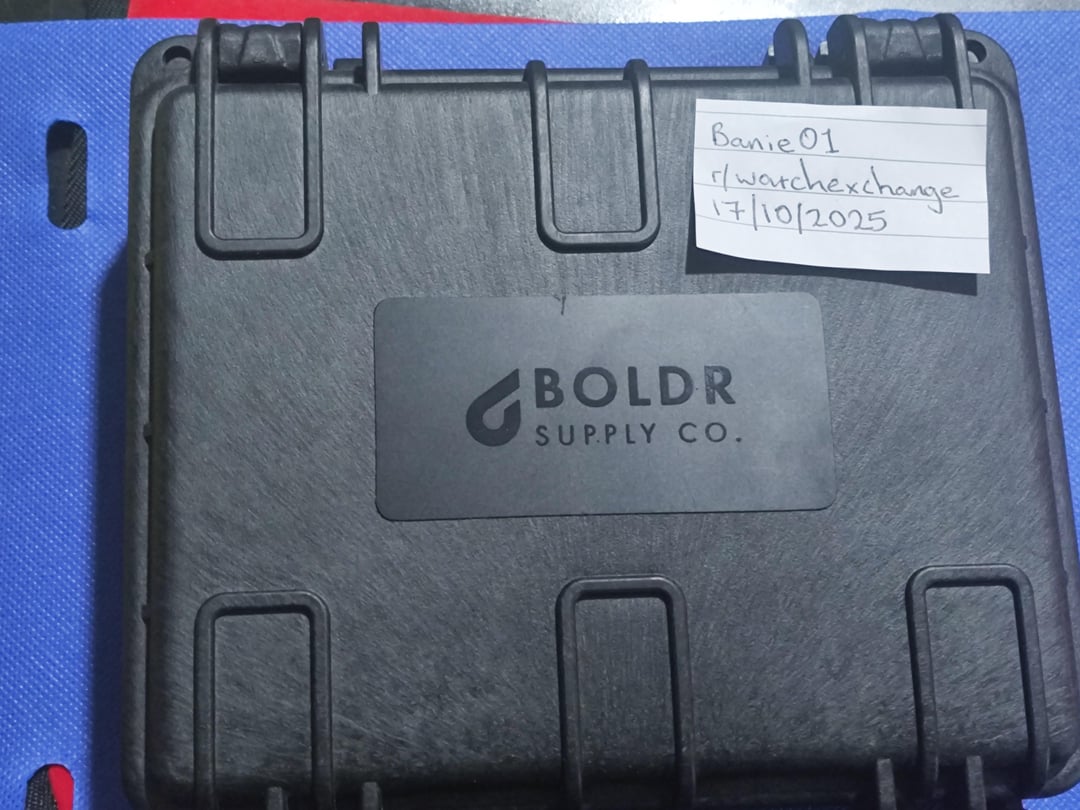 Banie01
r/watchexchange
17/10/2025
BOLDR
SUPPLY CO.